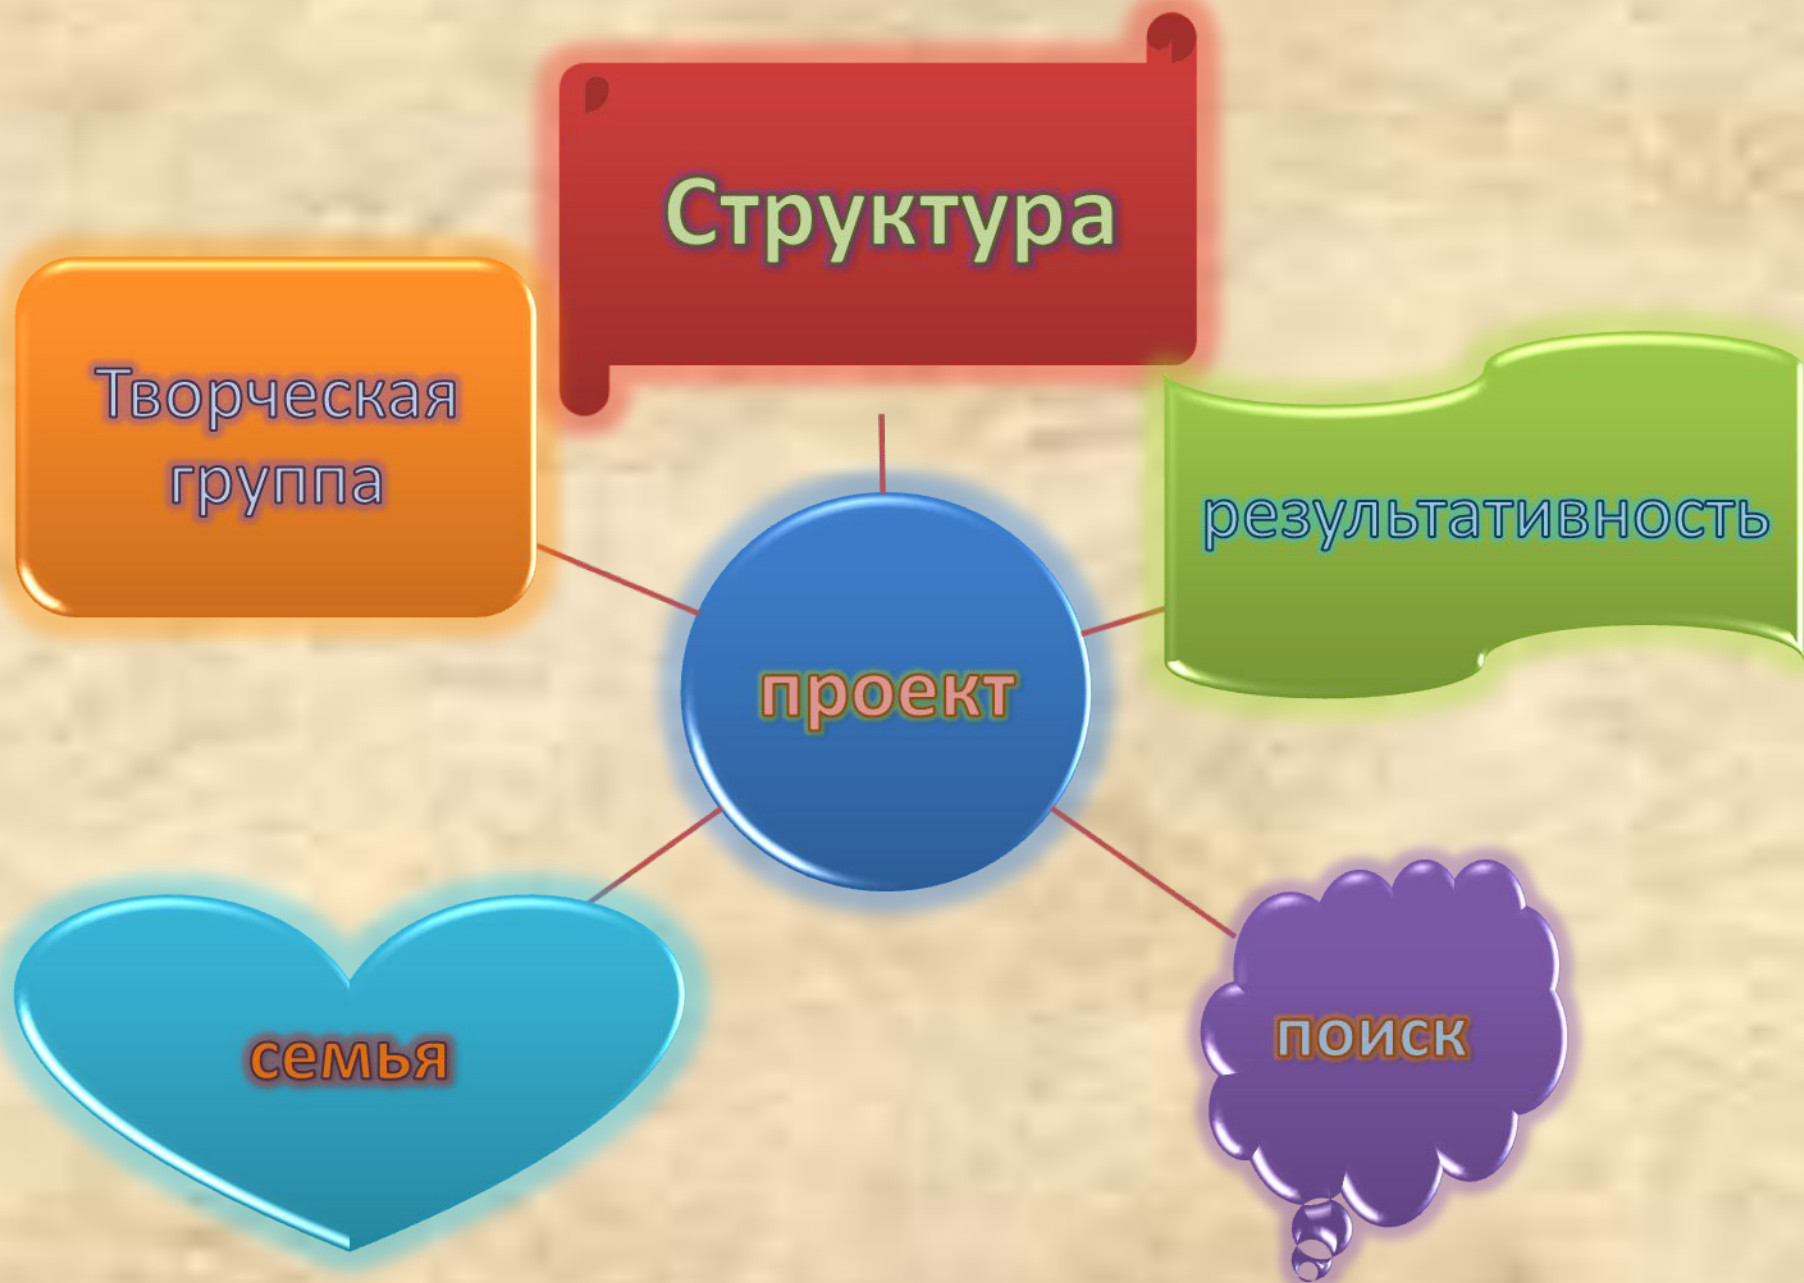 Структура
Творческая
группа
результативность
проект
семья
поиск